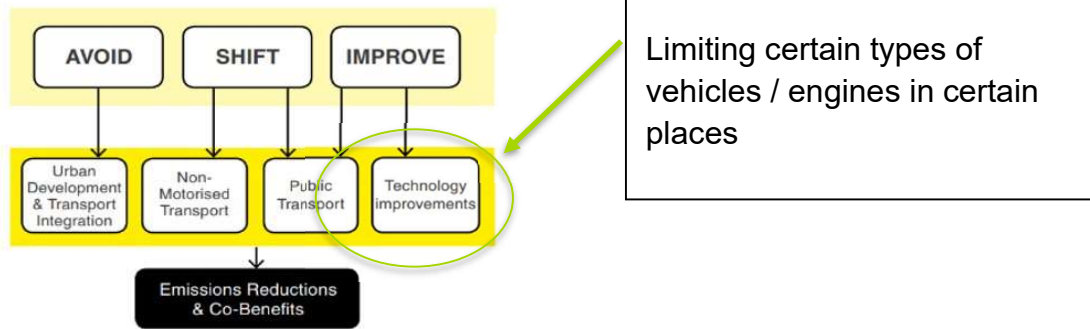 AVOID
SHIFT
IMPROVE
Limiting certain types of
vehicles / engines in certain
places
Urban
Development
& Transport
Integration
Non-
Motorised
Transport
Public
Transport
Technology
improvements
Emissions Reductions
& Co-Benefits